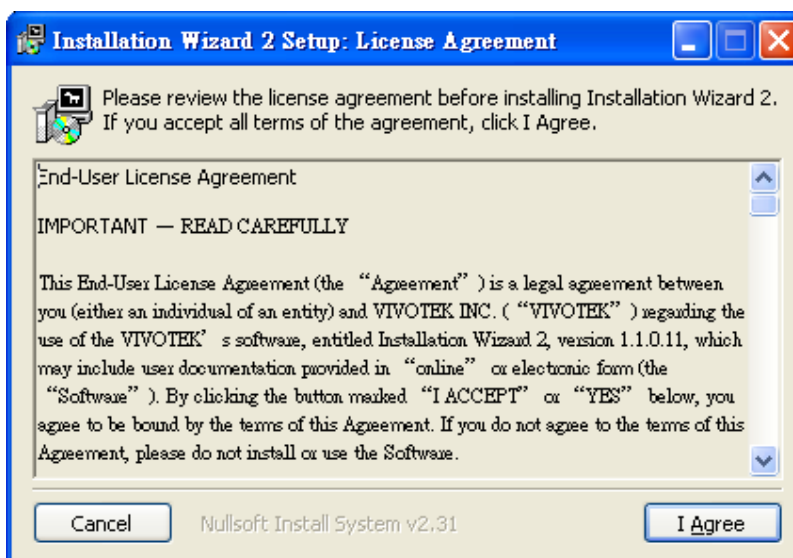 Installation Wizard 2 Setup: License Agreement
Please review the license agreement before installing Installation Wizard 2.
If you accept all terms of the agreement, click I Agree.
End-User License Agreement
IMPORTANT — READ CAREFULLY
This End-User License Agreement (the “Agreement” ) is a legal agreement between
you (either an individual of an entity) and VIVOTEK INC. ( “VIVOTEK” ) regarding the
use of the VIVOTEK’ s software, entitled Installation Wizard 2, version 1.1.0.11, which
may include user documentation provided in “online” or electronic form (the
“Software” ). By clicking the button marked “I ACCEPT” or “YES” below, you
agree to be bound by the terms of this Agreement. If you do not agree to the terms of this
Agreement, please do not install or use the Software.
Cancel Nullsoft Install System v2.31 I Agree